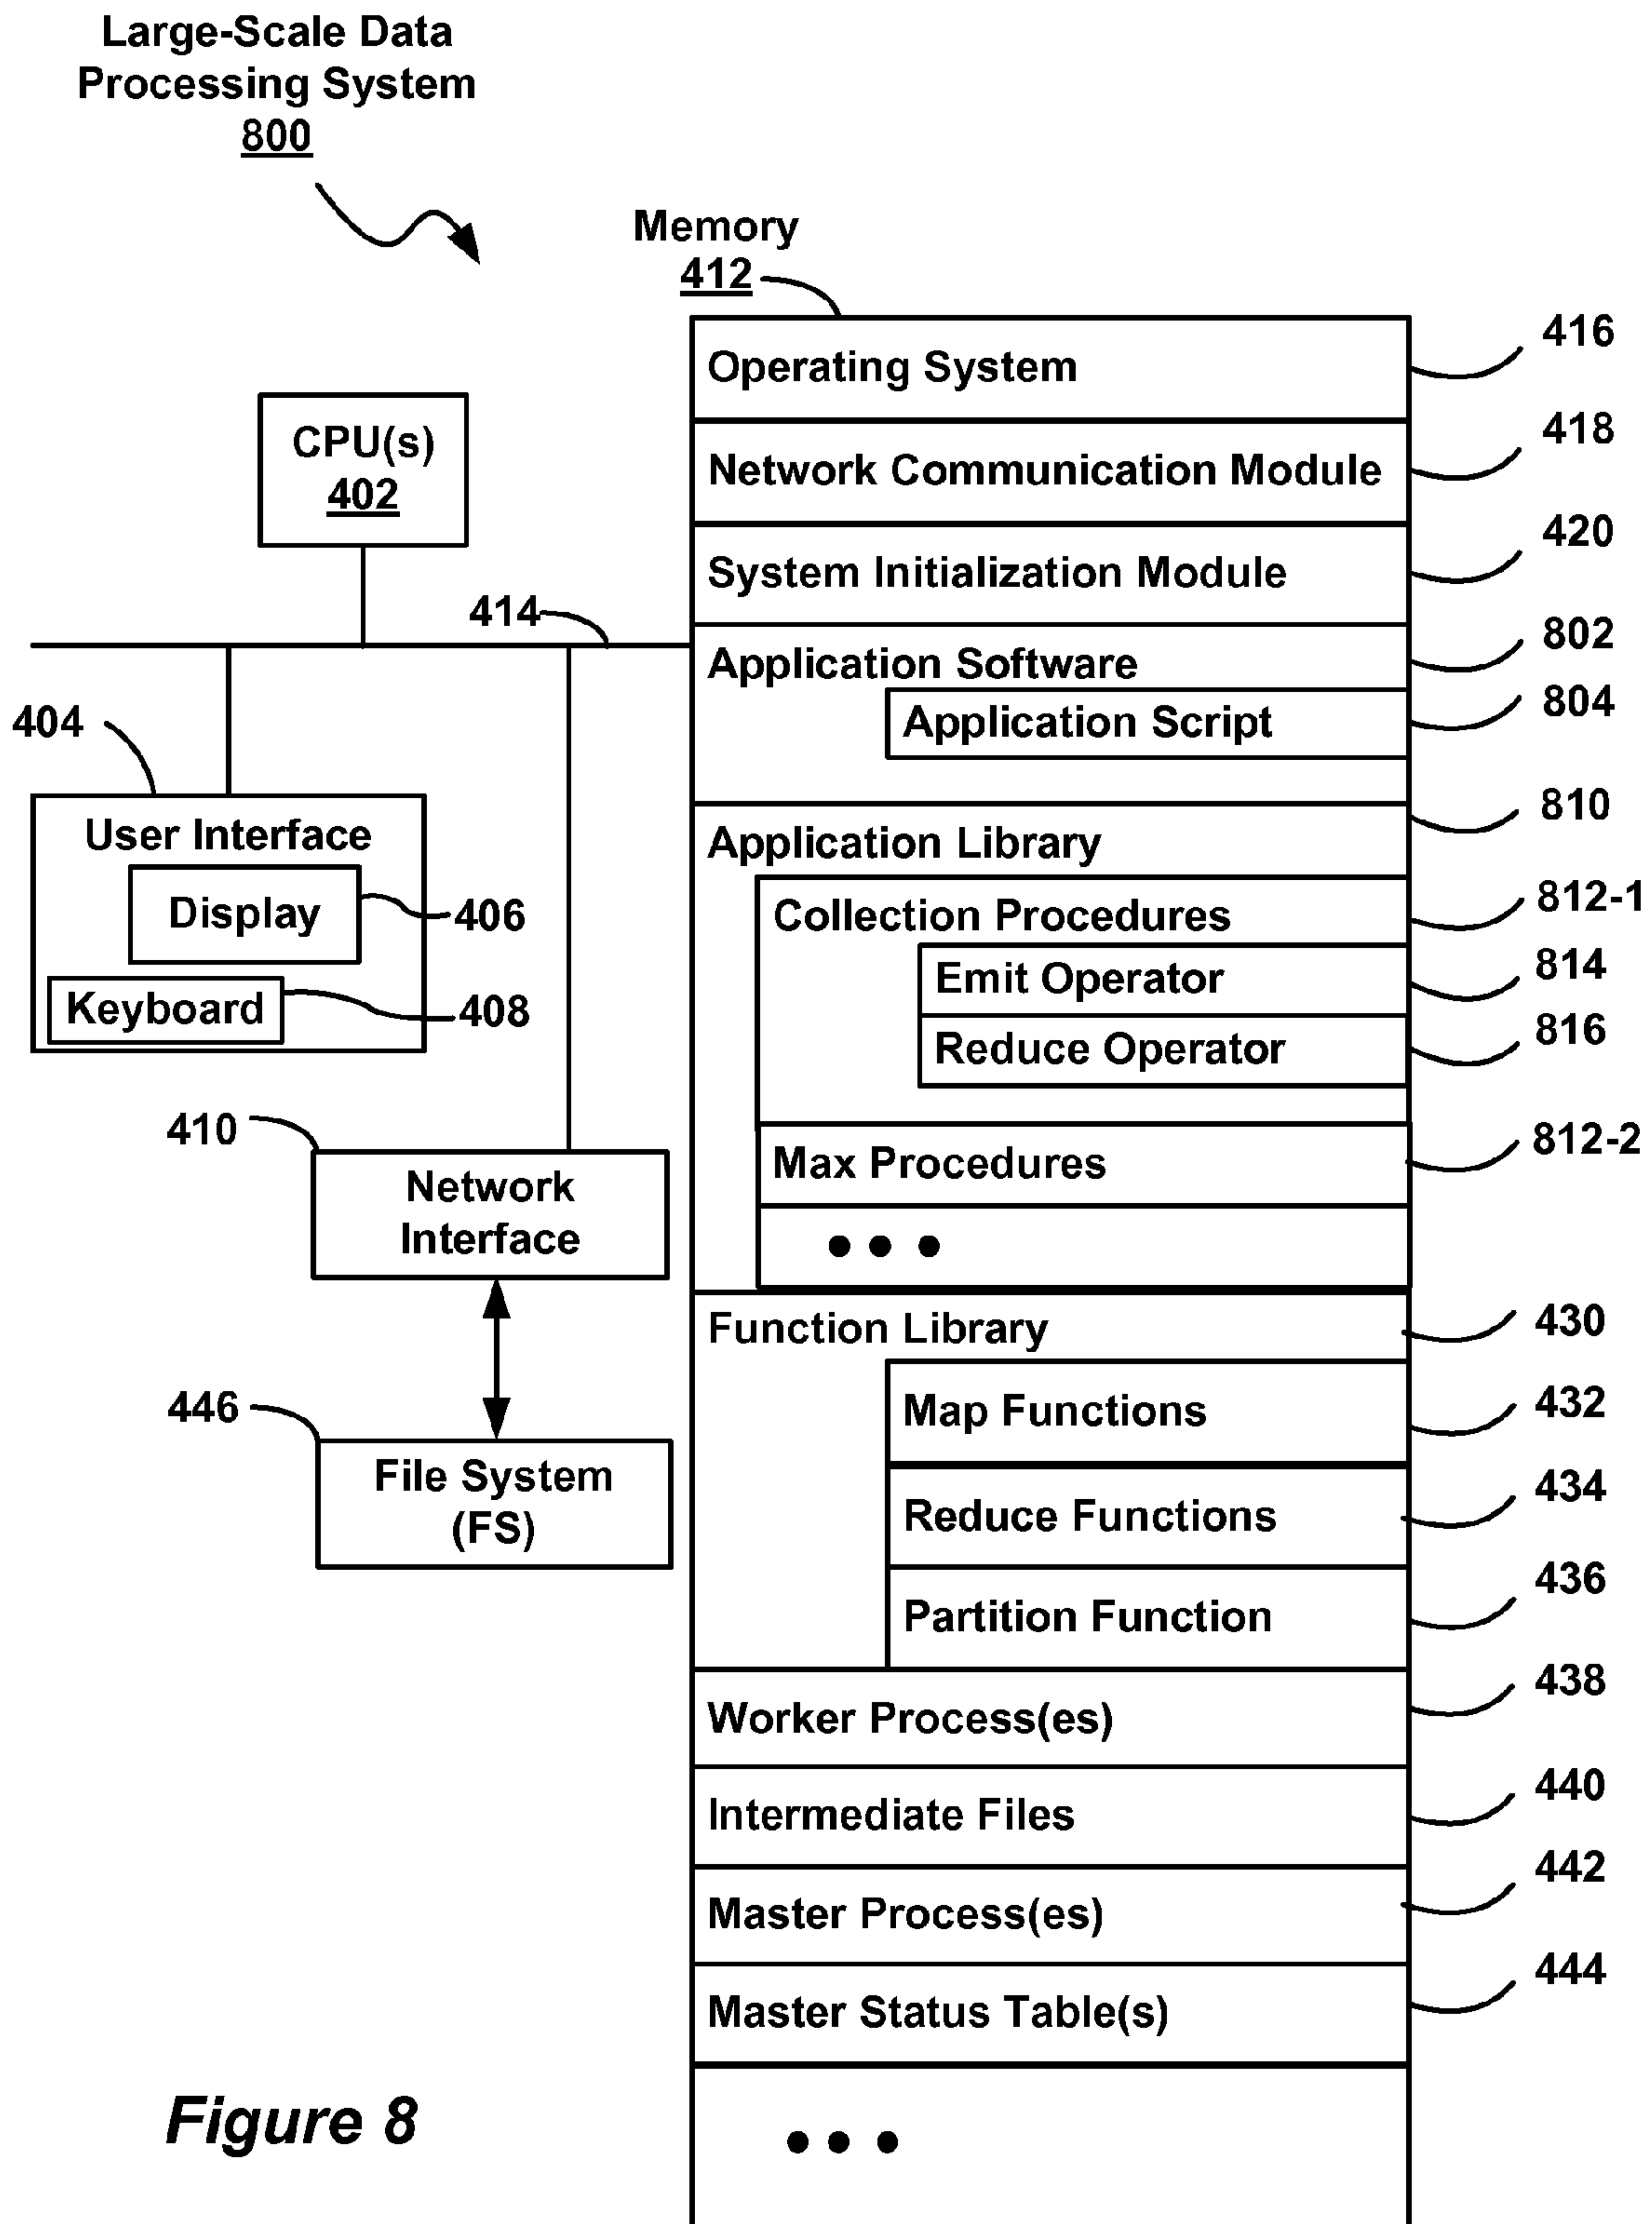 Large-Scale Data
Processing System
800
Memory
412
Operating System
416
Network Communication Module
418
System Initialization Module
420
Application Software
802
Application Script
804
Application Library
810
Collection Procedures
812-1
Emit Operator
814
Reduce Operator
816
Max Procedures
812-2
• • •
Function Library
430
Map Functions
432
Reduce Functions
434
Partition Function
436
Worker Process(es)
438
Intermediate Files
440
Master Process(es)
442
Master Status Table(s)
444
• • •
CPU(s)
402
414
404
User Interface
Display
406
Keyboard
408
410
Network
Interface
446
File System
(FS)
Figure 8